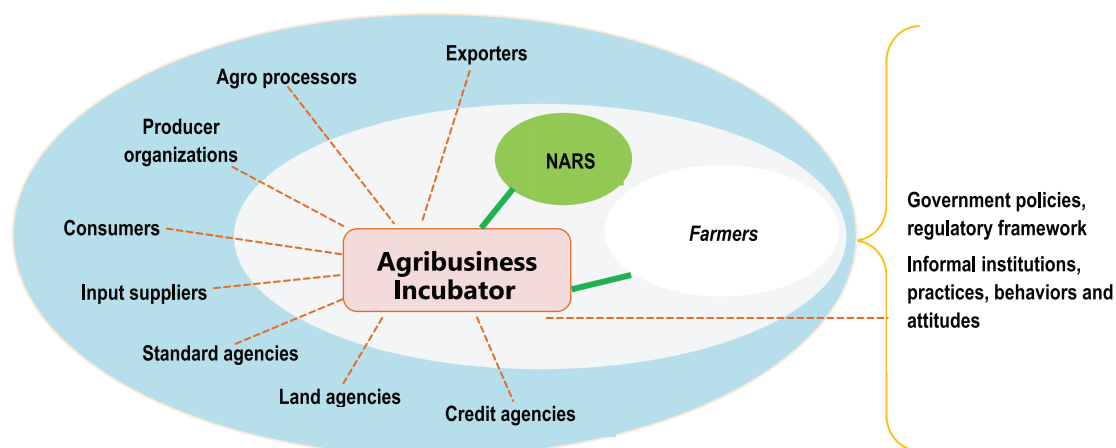 Exporters
Agro processors
Producer
organizations
NARS
Consumers
Farmers
Agribusiness
Incubator
Input suppliers
Standard agencies
Land agencies
Credit agencies
Government policies,
regulatory framework
Informal institutions,
practices, behaviors and
attitudes